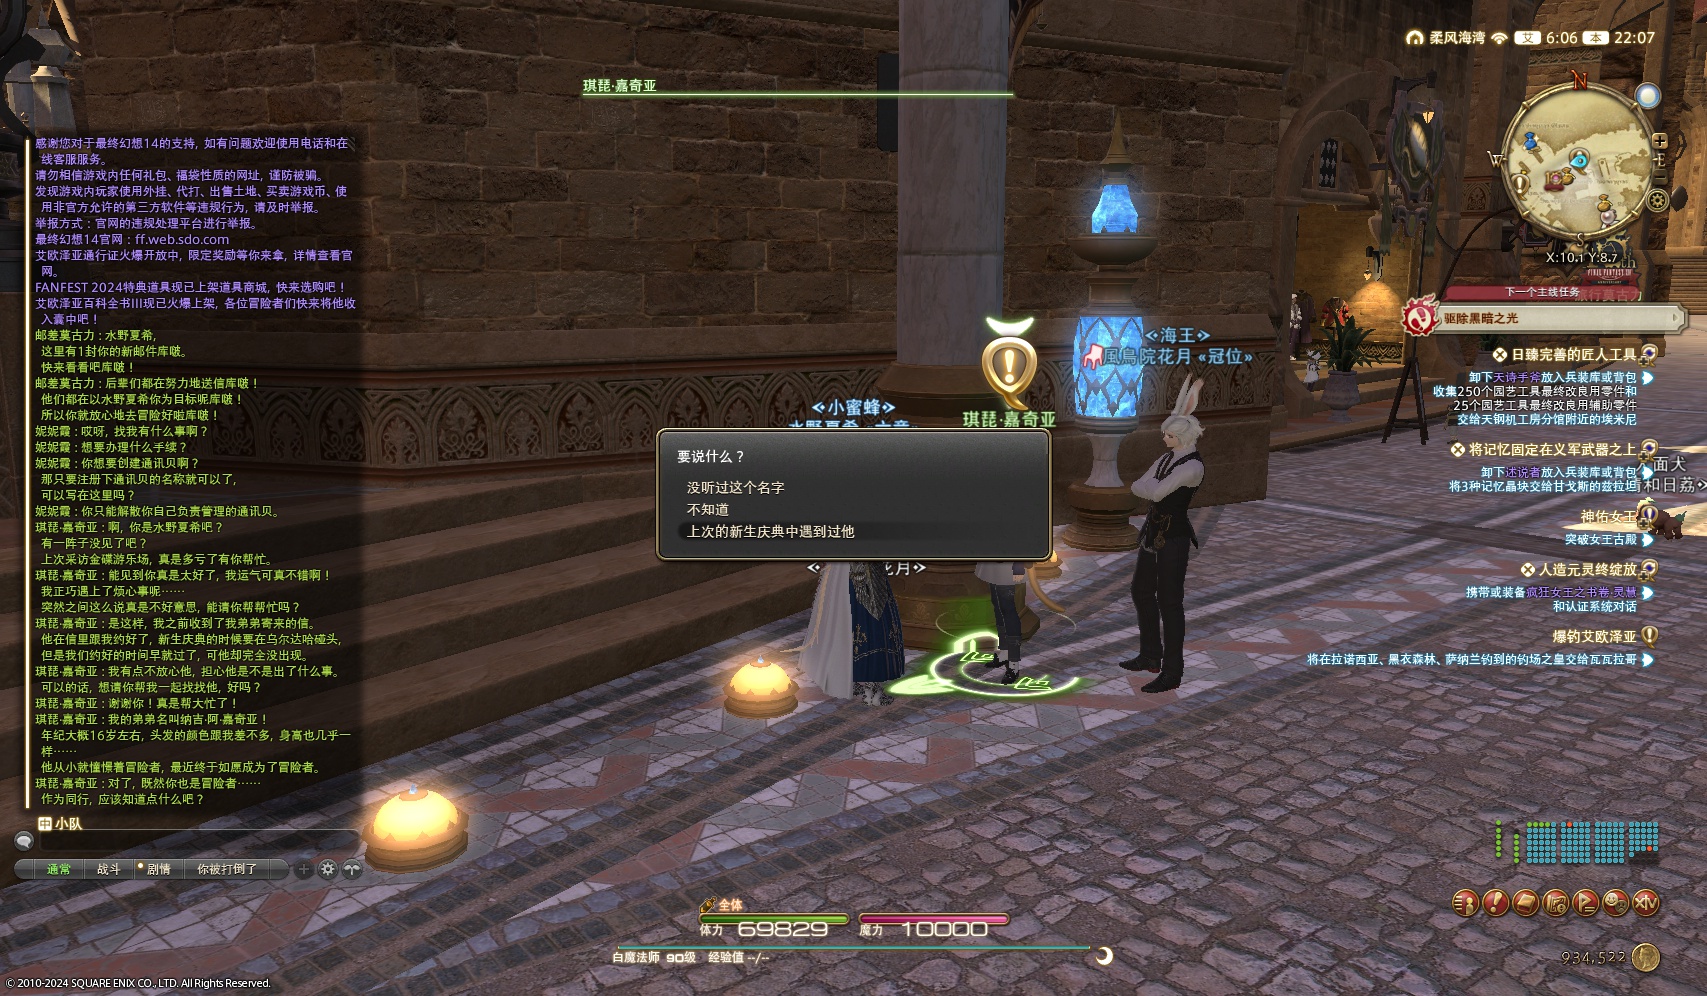 柔风海湾 艾 6:06 本 22:07
琪琵·嘉奇亚
N
W
E
S
X:10.1 Y:8.7
下一个主线任务
驱除黑暗之光
日臻完善的匠人工具
卸下天诗手斧放入兵装库或背包
收集250个园艺工具最终改良用零件和
25个园艺工具最终改良用辅助零件
交给天钢机工房分馆附近的埃米尼
将记忆固定在义军武器之上
卸下述说者放入兵装库或背包
将3种记忆晶块交给甘戈斯的兹拉坦
神佑女王
突破女王古殿
人造元灵终绽放
携带或装备疯狂女王之书卷·灵慧
和认证系统对话
爆钓艾欧泽亚
将在拉诺西亚、黑衣森林、萨纳兰钓到的钓场之皇交给瓦瓦拉哥
感谢您对于最终幻想14的支持, 如有问题欢迎使用电话和在
线客服服务。
请勿相信游戏内任何礼包、福袋性质的网址, 谨防被骗。
发现游戏内玩家使用外挂、代打、出售土地、买卖游戏币、使
用非官方允许的第三方软件等违规行为, 请及时举报。
举报方式：官网的违规处理平台进行举报。
最终幻想14官网：ff.web.sdo.com
艾欧泽亚通行证火爆开放中, 限定奖励等你来拿, 详情查看官
网。
FANFEST 2024特典道具现已上架道具商城, 快来选购吧！
艾欧泽亚百科全书III现已火爆上架, 各位冒险者们快来将他收
入囊中吧！
邮差莫古力：水野夏希,
这里有1封你的新邮件库啵。
快来看看吧库啵！
邮差莫古力：后辈们都在努力地送信库啵！
他们都在以水野夏希你为目标呢库啵！
所以你就放心地去冒险好啦库啵！
妮妮霞：哎呀, 找我有什么事啊？
妮妮霞：想要办理什么手续？
妮妮霞：你想要创建通讯贝啊？
那只要注册下通讯贝的名称就可以了,
可以写在这里吗？
妮妮霞：你只能解散你自己负责管理的通讯贝。
琪琵·嘉奇亚：啊, 你是水野夏希吧？
有一阵子没见了吧？
上次采访金碟游乐场, 真是多亏了有你帮忙。
琪琵·嘉奇亚：能见到你真是太好了, 我运气可真不错啊！
我正巧遇上了烦心事呢……
突然之间这么说真是不好意思, 能请你帮帮忙吗？
琪琵·嘉奇亚：是这样, 我之前收到了我弟弟寄来的信。
他在信里跟我约好了, 新生庆典的时候要在乌尔达哈碰头,
但是我们约好的时间早就过了, 可他却完全没出现。
琪琵·嘉奇亚：我有点不放心他, 担心他是不是出了什么事。
可以的话, 想请你帮我一起找找他, 好吗？
琪琵·嘉奇亚：谢谢你！真是帮大忙了！
琪琵·嘉奇亚：我的弟弟名叫纳吉·阿·嘉奇亚！
年纪大概16岁左右, 头发的颜色跟我差不多, 身高也几乎一
样……
他从小就憧憬着冒险者, 最近终于如愿成为了冒险者。
琪琵·嘉奇亚：对了, 既然你也是冒险者……
作为同行, 应该知道点什么吧？
小队
通常 战斗 剧情 你被打倒了
«海王»
風鳥院花月 «冠位»
«小蜜蜂»
琪琵·嘉奇亚
要说什么？
没听过这个名字
不知道
上次的新生庆典中遇到过他
全体
体力 69829 魔力 10000
白魔法师 90级 经验值 --/--
934,522
© 2010-2024 SQUARE ENIX CO., LTD. All Rights Reserved.